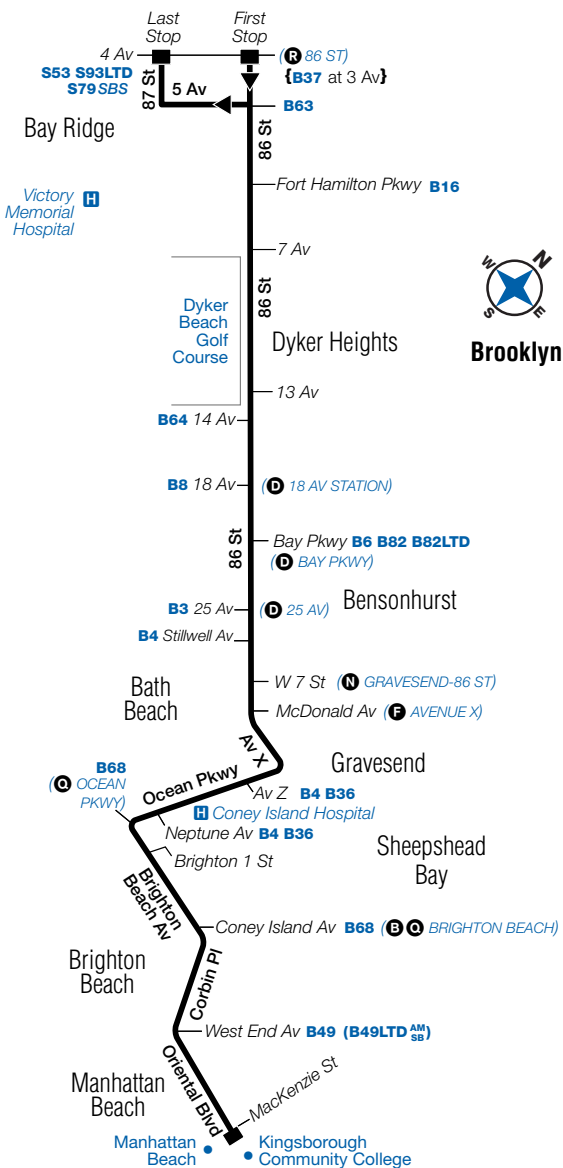 Last
Stop
First
Stop
4 Av
(R 86 ST)
S53 S93LTD
S79 SBS
{B37 at 3 Av}
87 St
5 Av
B63
Bay Ridge
86 St
Fort Hamilton Pkwy B16
Victory
Memorial
Hospital
H
7 Av
N
W
S
E
Brooklyn
86 St
Dyker
Beach
Golf
Course
Dyker Heights
13 Av
B64 14 Av
B8 18 Av
(D 18 AV STATION)
86 St
Bay Pkwy B6 B82 B82LTD
(D BAY PKWY)
Bensonhurst
B3 25 Av
(D 25 AV)
B4 Stillwell Av
W 7 St (N GRAVESEND-86 ST)
Bath
Beach
McDonald Av (F AVENUE X)
Av X
Gravesend
B68
(Q OCEAN
PKWY)
Ocean Pkwy
Av Z B4 B36
H Coney Island Hospital
Neptune Av B4 B36
Brighton 1 St
Sheepshead
Bay
Brighton
Beach Av
Coney Island Av B68 (B Q BRIGHTON BEACH)
Brighton
Beach
Corbin Pl
West End Av B49 (B49LTD AM SB)
Oriental Blvd
Manhattan
Beach
MacKenzie St
Manhattan
Beach
Kingsborough
Community College